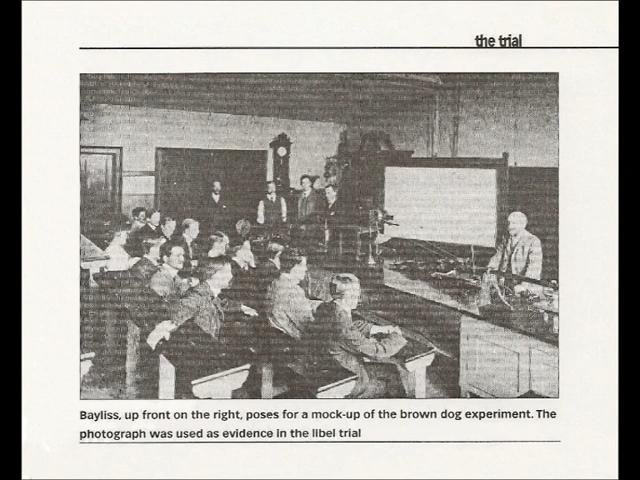 the trial
Bayliss, up front on the right, poses for a mock-up of the brown dog experiment. The
photograph was used as evidence in the libel trial